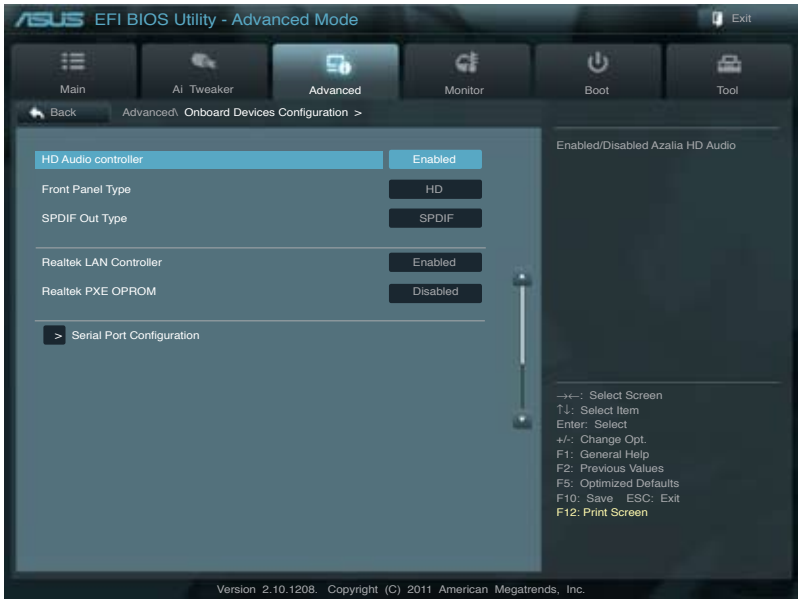 ASUS EFI BIOS Utility - Advanced Mode
Exit
Main
Ai Tweaker
Advanced
Monitor
Boot
Tool
Back
Advanced\ Onboard Devices Configuration >
HD Audio controller Enabled
Front Panel Type HD
SPDIF Out Type SPDIF
Realtek LAN Controller Enabled
Realtek PXE OPROM Disabled
> Serial Port Configuration
Enabled/Disabled Azalia HD Audio
→←: Select Screen
↑↓: Select Item
Enter: Select
+/-: Change Opt.
F1: General Help
F2: Previous Values
F5: Optimized Defaults
F10: Save ESC: Exit
F12: Print Screen
Version 2.10.1208. Copyright (C) 2011 American Megatrends, Inc.